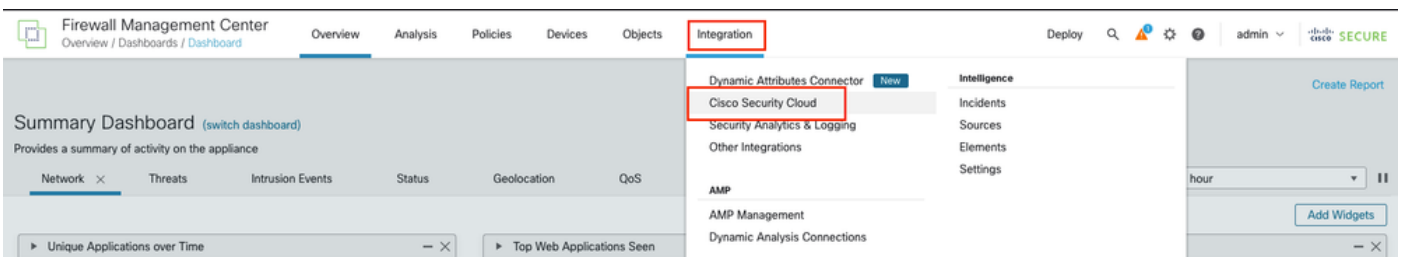 Firewall Management Center
Overview / Dashboards / Dashboard
Overview Analysis Policies Devices Objects Integration Deploy admin cisco SECURE
Dynamic Attributes Connector New
Cisco Security Cloud
Security Analytics & Logging
Other Integrations
AMP
AMP Management
Dynamic Analysis Connections
Intelligence
Incidents
Sources
Elements
Settings
Create Report
Summary Dashboard (switch dashboard)
Provides a summary of activity on the appliance
Network Threats Intrusion Events Status Geolocation QoS
hour
Add Widgets
Unique Applications over Time
Top Web Applications Seen